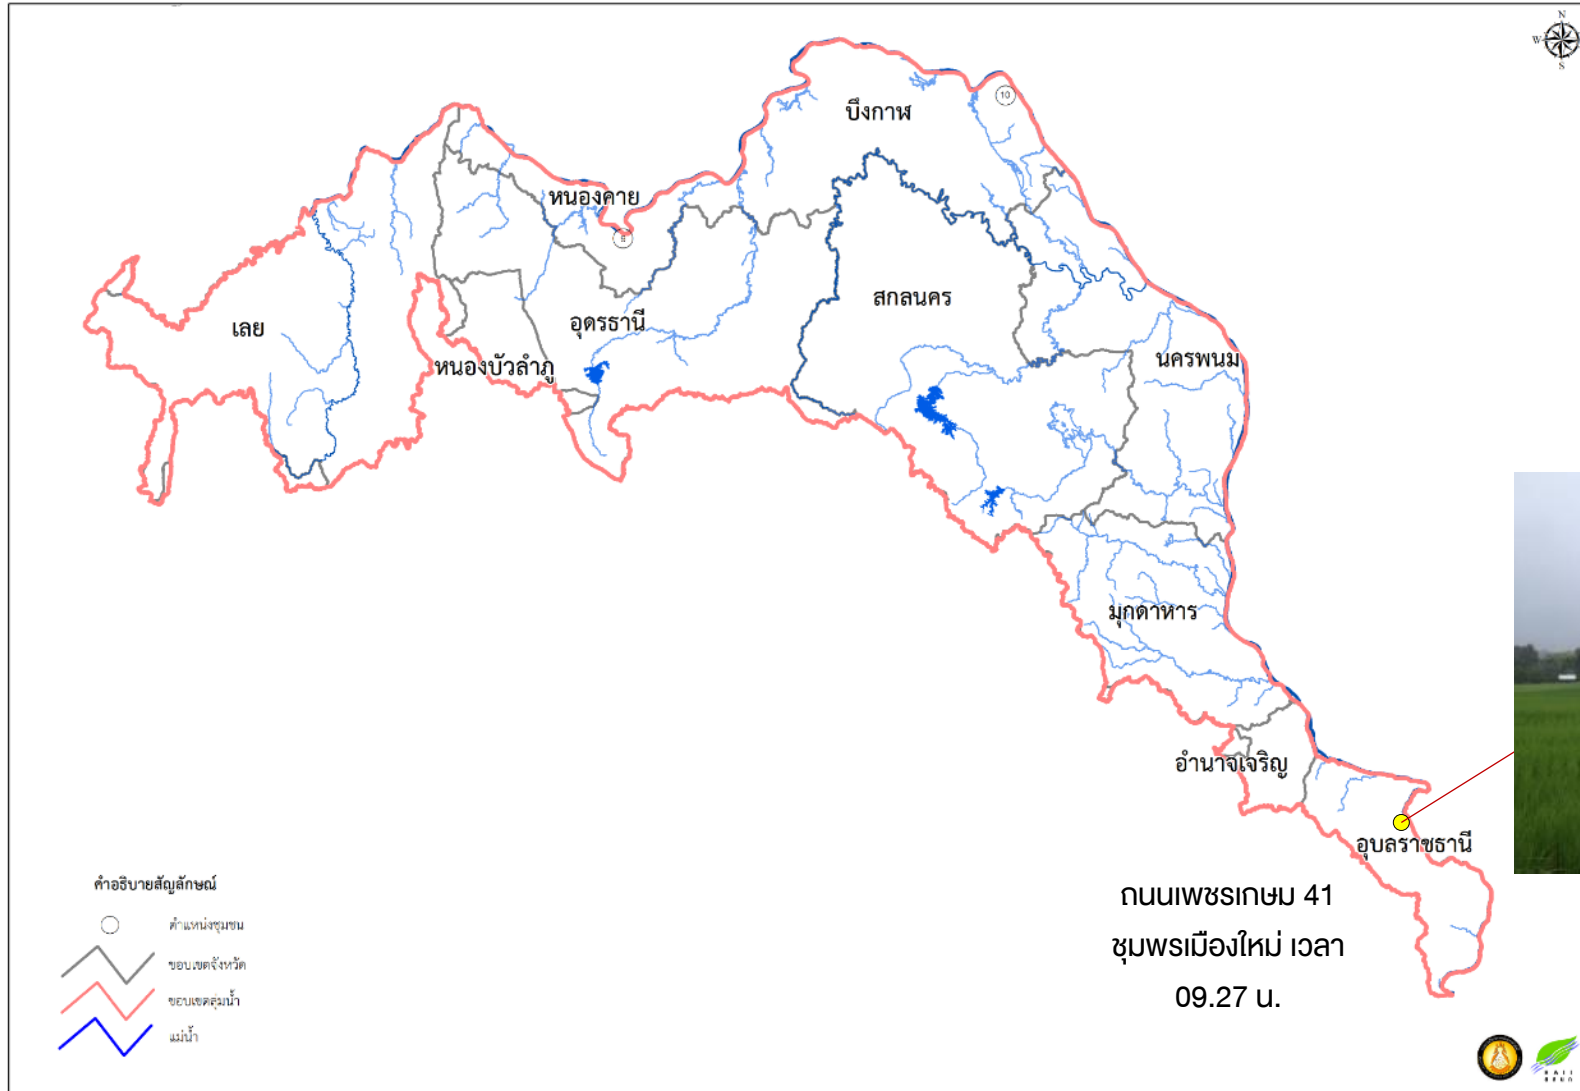 N
W
S
10
บึงกาฬ
หนองคาย
8
สกลนคร
เลย
อุดรธานี
หนองบัวลำภู
นครพนม
มุกดาหาร
อำนาจเจริญ
อุบลราชธานี
ถนนเพชรเกษม 41
ชุมพรเมืองใหม่ เวลา
09.27 น.
คำอธิบายสัญลักษณ์
ตำแหน่งชุมชน
ขอบเขตจังหวัด
ขอบเขตลุ่มน้ำ
แม่น้ำ